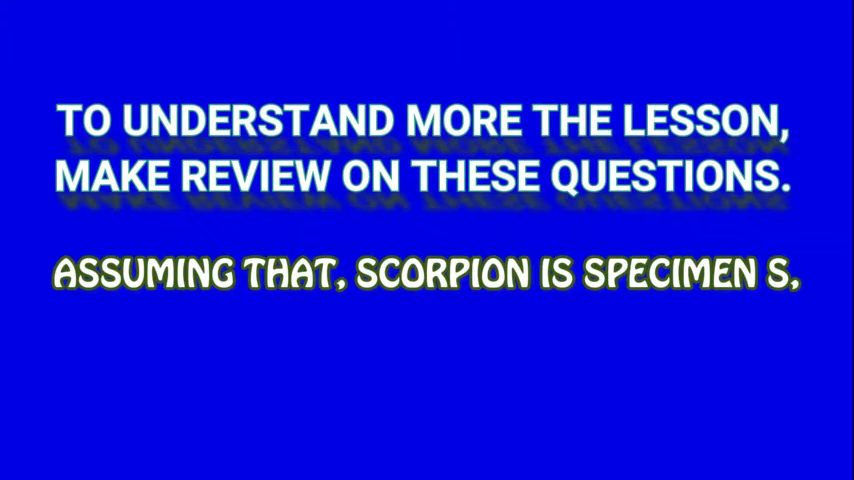 TO UNDERSTAND MORE THE LESSON,
MAKE REVIEW ON THESE QUESTIONS.
ASSUMING THAT, SCORPION IS SPECIMEN S,